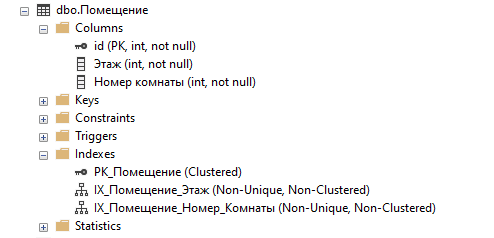 dbo.Помещение
Columns
id (PK, int, not null)
Этаж (int, not null)
Номер комнаты (int, not null)
Keys
Constraints
Triggers
Indexes
PK_Помещение (Clustered)
IX_Помещение_Этаж (Non-Unique, Non-Clustered)
IX_Помещение_Номер_Комнаты (Non-Unique, Non-Clustered)
Statistics